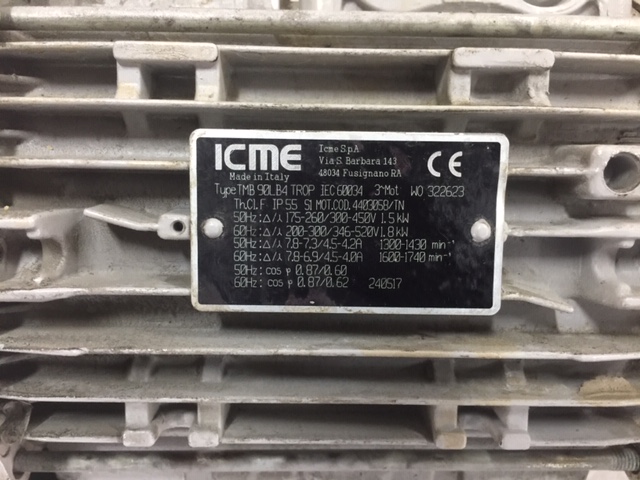 ICME
Icme S.p.A
Via S. Barbara 143
48034 Fusignano RA
CE
Made in Italy
Type TMB 90LB4 TROP IEC 60034 3~Mot WO 322623
Th.Cl.F IP 55 S1 MOT.COD. 4403058/TN
50Hz: Δ/⅄ 175-260/300-450V 1.5 kW
60Hz: Δ/⅄ 200-300/346-520V 1.8 kW
50Hz: Δ/⅄ 7.8-7.3/4.5-4.2A 1300-1430 min⁻¹
60Hz: Δ/⅄ 7.8-6.9/4.5-4.0A 1600-1740 min⁻¹
50Hz: cos φ 0.87/0.60
60Hz: cos φ 0.87/0.62 240517